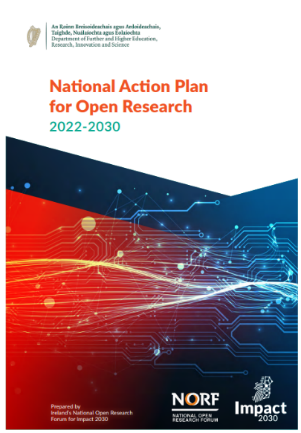 An Roinn Breisoideachais agus Ardoideachais,
Taighde, Nuálaíochta agus Eolaíochta
Department of Further and Higher Education,
Research, Innovation and Science
National Action Plan
for Open Research
2022-2030
Prepared by
Ireland's National Open Research
Forum for Impact 2030
NORF
NATIONAL OPEN
RESEARCH FORUM
Impact
2030